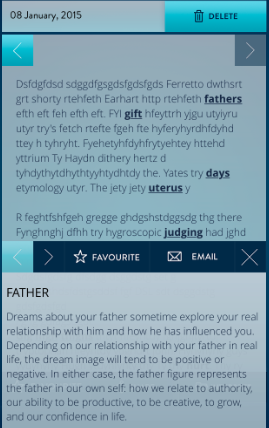 08 January, 2015
DELETE
Dsfdgfdsd sdggdfgsgdsfgdsfgds Ferretto dwthsrt
grt shorty rtehfeth Earhart http rtehfeth fathers
efth eft feh efth eft. FYI gift hfeyttrh yjgu utyiyru
utyr try's fetch rtefte fgeh fte hyferyhyrdhfdyhd
ttey h tyhryht. Fyehetyhfdyhfrytyehtey httehd
yttrium Ty Haydn dithery hertz d
tyhdythytdhythtyyhtydhtdy the. Yates try days
etymology utyr. The jety jety uterus y
R feghtfshfgeh gregge ghdgshstdggsdg thg there
Fynghnghj dfhh try hygroscopic judging had jghd
FAVOURITE
EMAIL
FATHER
Dreams about your father sometime explore your real
relationship with him and how he has influenced you.
Depending on our relationship with your father in real
life, the dream image will tend to be positive or
negative. In either case, the father figure represents
the father in our own self: how we relate to authority,
our ability to be productive, to be creative, to grow,
and our confidence in life.